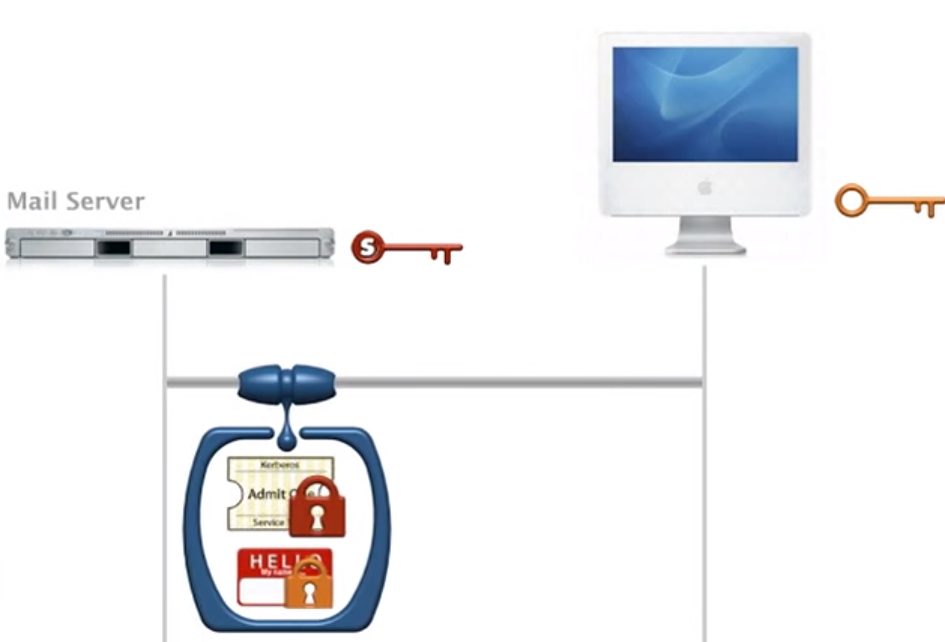 Mail Server
S
Kerberos
Admit
Service
HELLO
My name